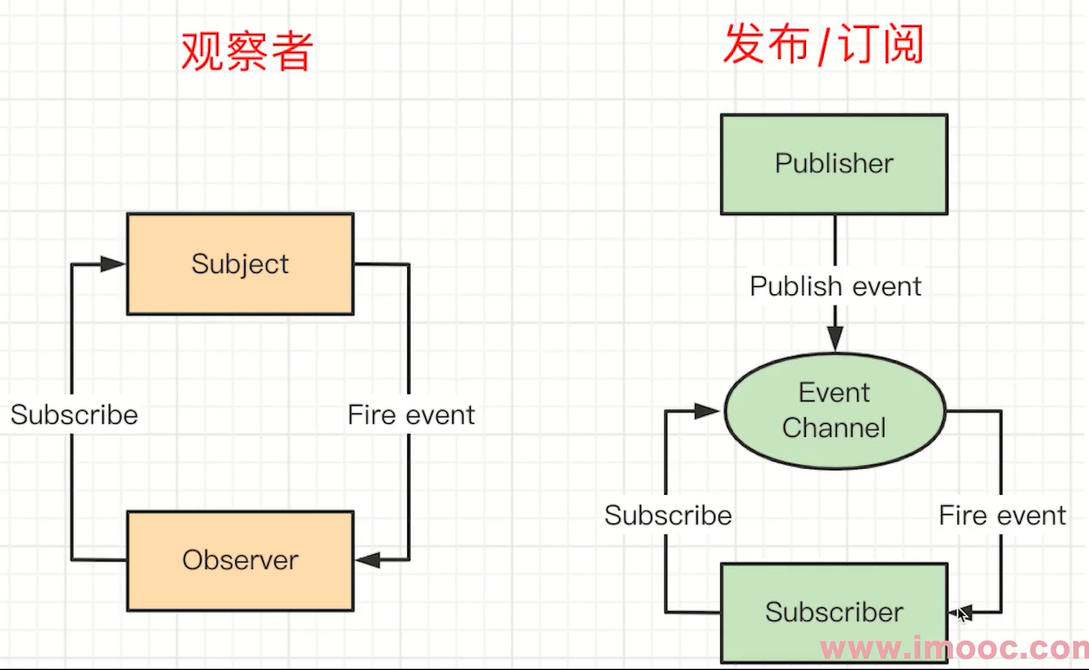 观察者
Subject
Subscribe
Fire event
Observer
发布/订阅
Publisher
Publish event
Event
Channel
Subscribe
Fire event
Subscriber
www.imooc.com